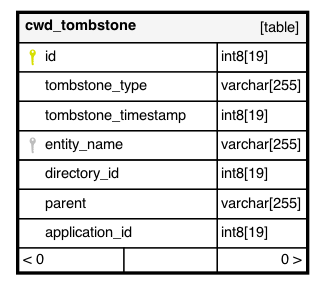 cwd_tombstone [table]
id int8[19]
tombstone_type varchar[255]
tombstone_timestamp int8[19]
entity_name varchar[255]
directory_id int8[19]
parent varchar[255]
application_id int8[19]
< 0 0 >